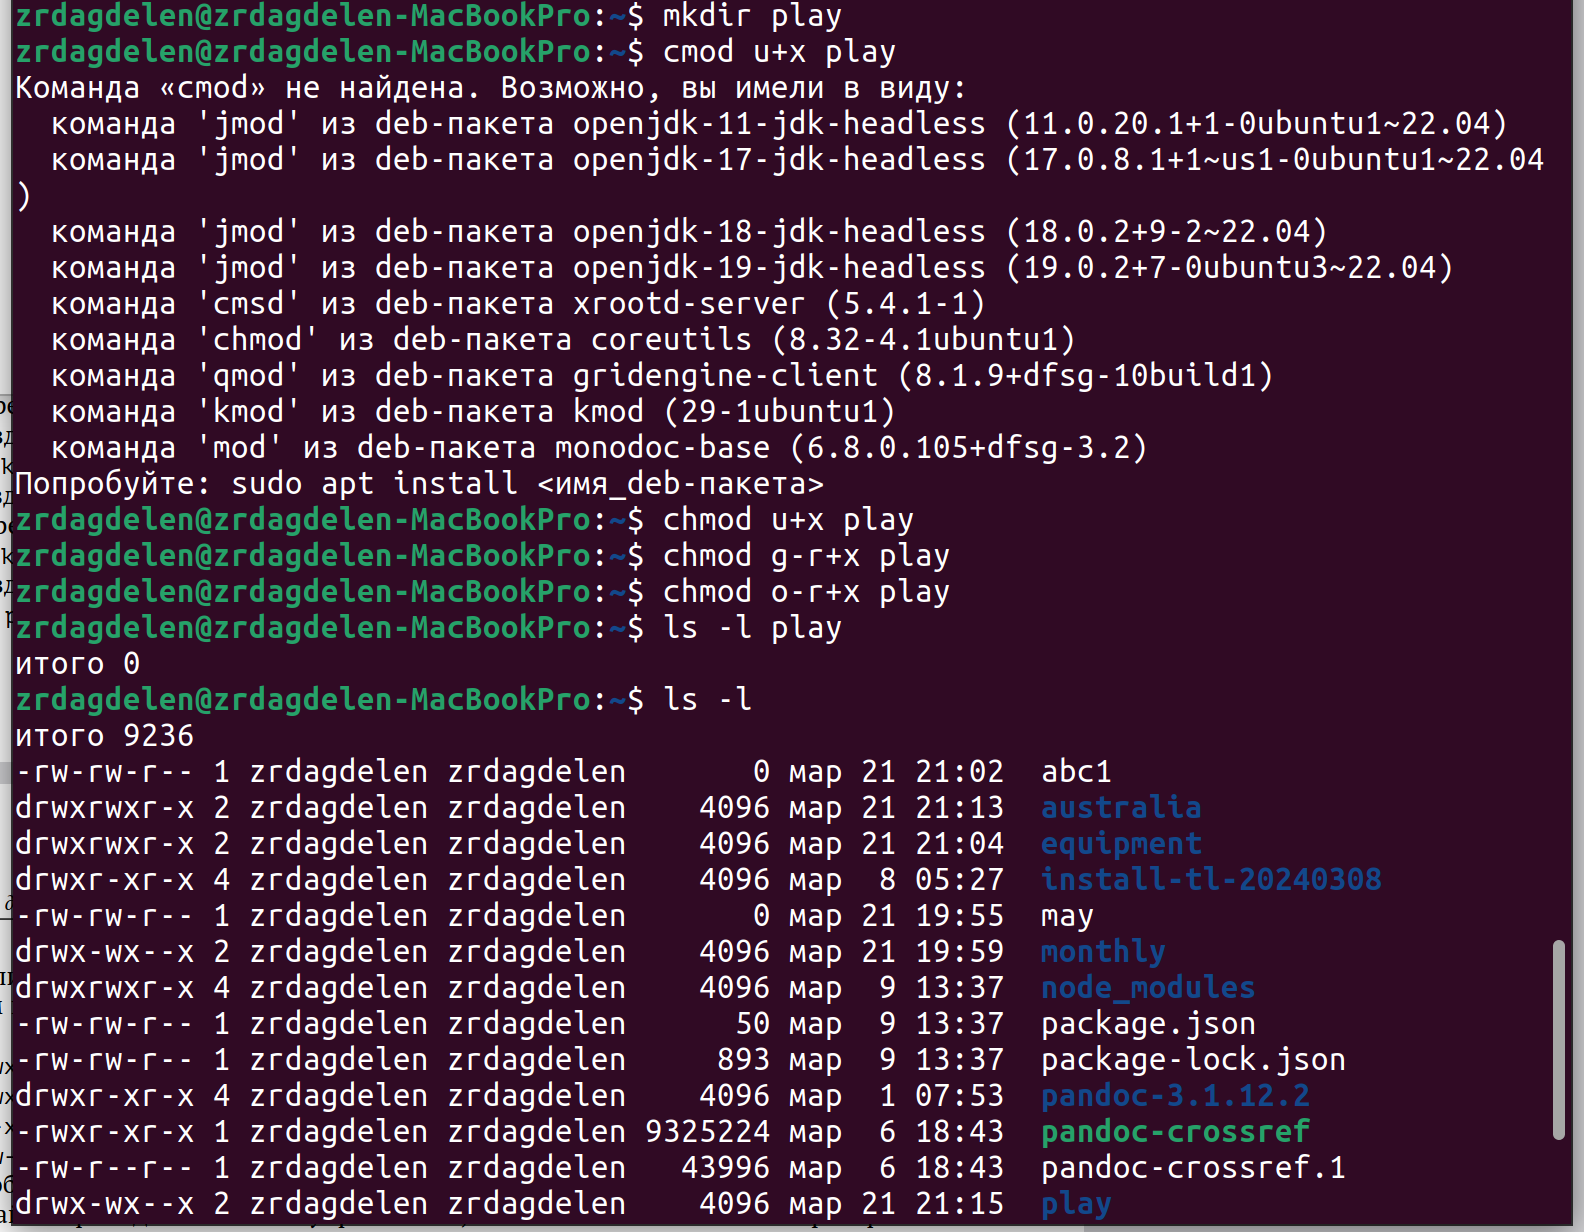 zrdagdelen@zrdagdelen-MacBookPro:~$ mkdir play
zrdagdelen@zrdagdelen-MacBookPro:~$ cmod u+x play
Команда «cmod» не найдена. Возможно, вы имели в виду:
  команда 'jmod' из deb-пакета openjdk-11-jdk-headless (11.0.20.1+1-0ubuntu1~22.04)
  команда 'jmod' из deb-пакета openjdk-17-jdk-headless (17.0.8.1+1~us1-0ubuntu1~22.04
)
  команда 'jmod' из deb-пакета openjdk-18-jdk-headless (18.0.2+9-2~22.04)
  команда 'jmod' из deb-пакета openjdk-19-jdk-headless (19.0.2+7-0ubuntu3~22.04)
  команда 'cmsd' из deb-пакета xrootd-server (5.4.1-1)
  команда 'chmod' из deb-пакета coreutils (8.32-4.1ubuntu1)
  команда 'qmod' из deb-пакета gridengine-client (8.1.9+dfsg-10build1)
  команда 'kmod' из deb-пакета kmod (29-1ubuntu1)
  команда 'mod' из deb-пакета monodoc-base (6.8.0.105+dfsg-3.2)
Попробуйте: sudo apt install <имя_deb-пакета>
zrdagdelen@zrdagdelen-MacBookPro:~$ chmod u+x play
zrdagdelen@zrdagdelen-MacBookPro:~$ chmod g-r+x play
zrdagdelen@zrdagdelen-MacBookPro:~$ chmod o-r+x play
zrdagdelen@zrdagdelen-MacBookPro:~$ ls -l play
итого 0
zrdagdelen@zrdagdelen-MacBookPro:~$ ls -l
итого 9236
-rw-rw-r-- 1 zrdagdelen zrdagdelen       0 мар 21 21:02  abc1
drwxrwxr-x 2 zrdagdelen zrdagdelen    4096 мар 21 21:13  australia
drwxrwxr-x 2 zrdagdelen zrdagdelen    4096 мар 21 21:04  equipment
drwxr-xr-x 4 zrdagdelen zrdagdelen    4096 мар  8 05:27  install-tl-20240308
-rw-rw-r-- 1 zrdagdelen zrdagdelen       0 мар 21 19:55  may
drwx-wx--x 2 zrdagdelen zrdagdelen    4096 мар 21 19:59  monthly
drwxrwxr-x 4 zrdagdelen zrdagdelen    4096 мар  9 13:37  node_modules
-rw-rw-r-- 1 zrdagdelen zrdagdelen      50 мар  9 13:37  package.json
-rw-rw-r-- 1 zrdagdelen zrdagdelen     893 мар  9 13:37  package-lock.json
drwxr-xr-x 4 zrdagdelen zrdagdelen    4096 мар  1 07:53  pandoc-3.1.12.2
-rwxr-xr-x 1 zrdagdelen zrdagdelen 9325224 мар  6 18:43  pandoc-crossref
-rw-r--r-- 1 zrdagdelen zrdagdelen   43996 мар  6 18:43  pandoc-crossref.1
drwx-wx--x 2 zrdagdelen zrdagdelen    4096 мар 21 21:15  play